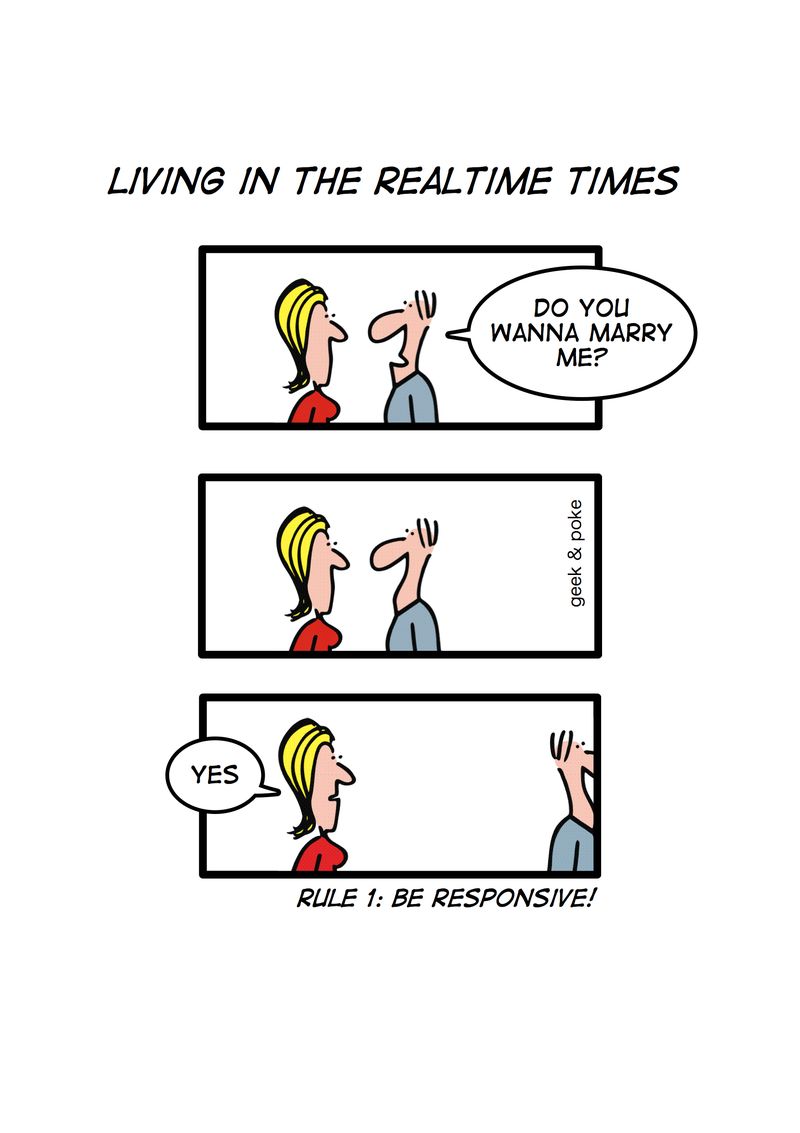 LIVING IN THE REALTIME TIMES
DO YOU
WANNA MARRY
ME?
geek & poke
YES
RULE 1: BE RESPONSIVE!